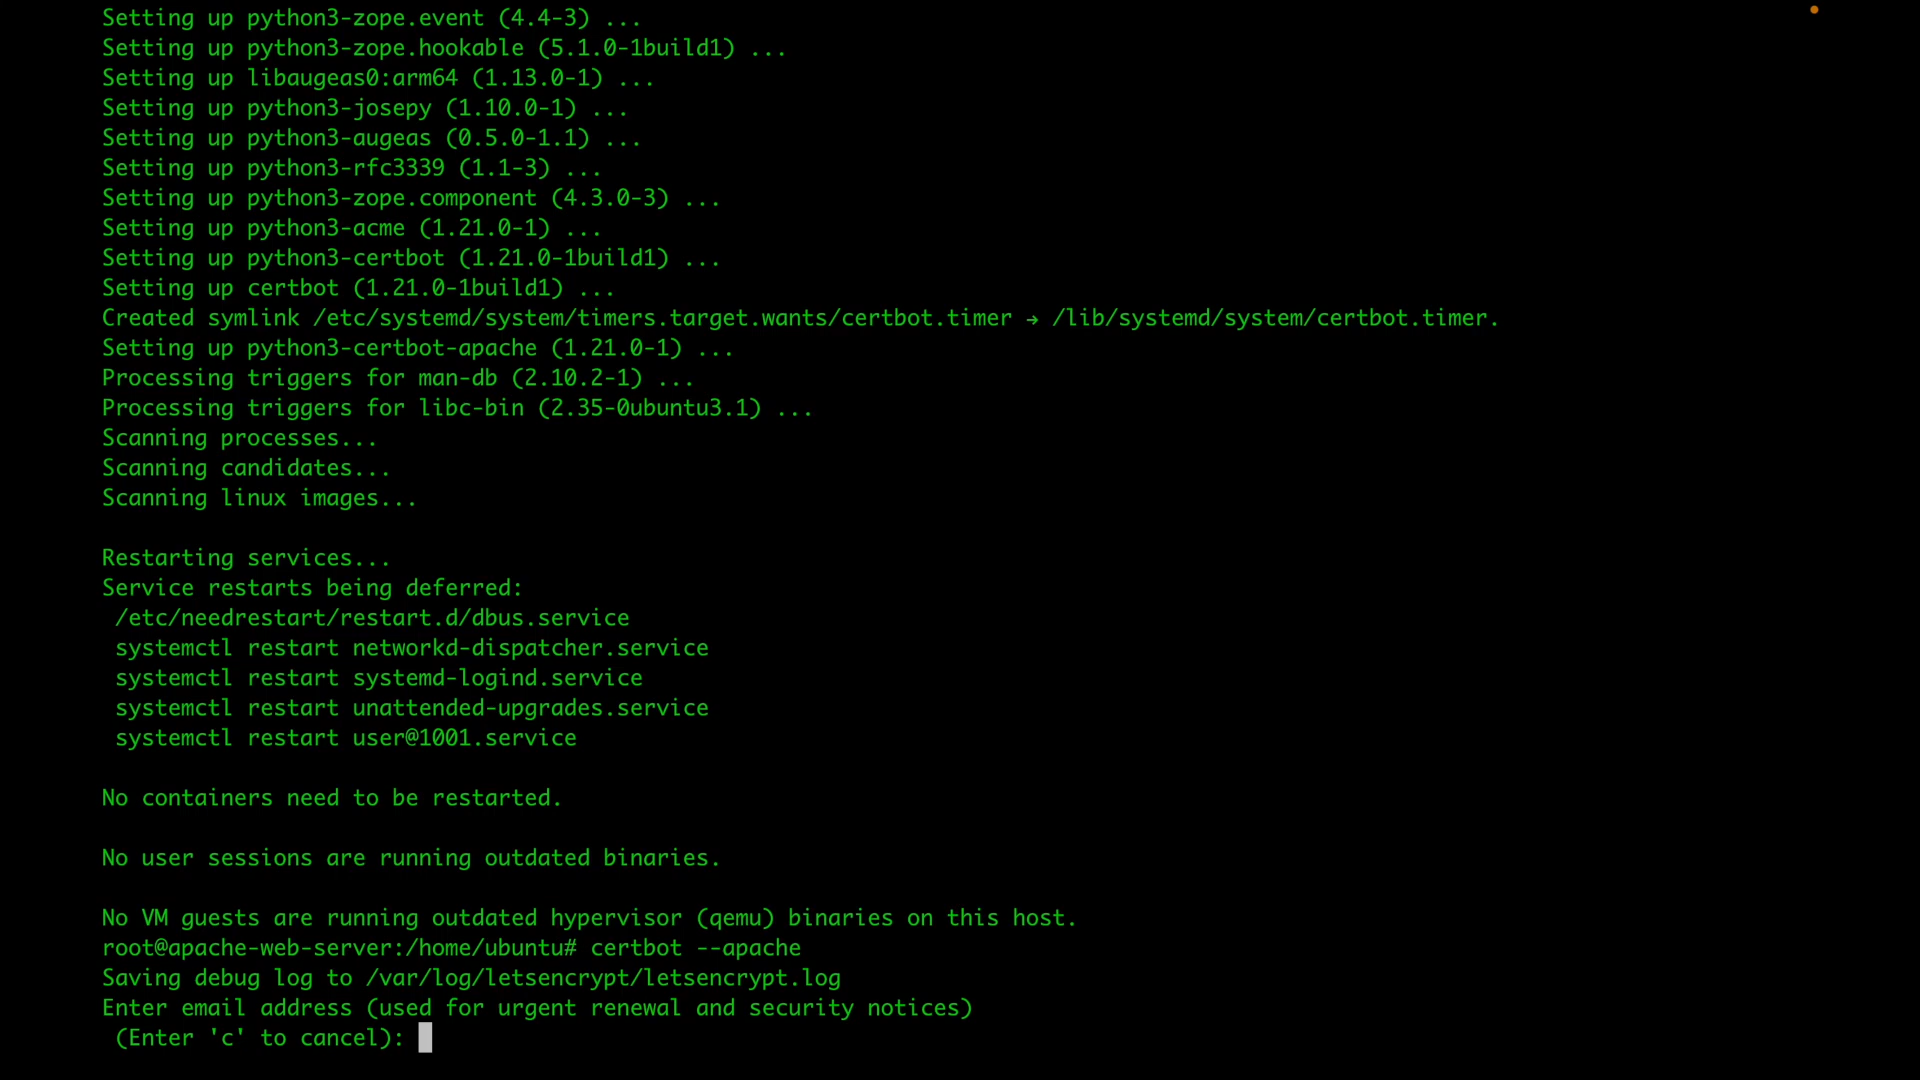 Setting up python3-zope.event (4.4-3) ...
Setting up python3-zope.hookable (5.1.0-1build1) ...
Setting up libaugeas0:arm64 (1.13.0-1) ...
Setting up python3-josepy (1.10.0-1) ...
Setting up python3-augeas (0.5.0-1.1) ...
Setting up python3-rfc3339 (1.1-3) ...
Setting up python3-zope.component (4.3.0-3) ...
Setting up python3-acme (1.21.0-1) ...
Setting up python3-certbot (1.21.0-1build1) ...
Setting up certbot (1.21.0-1build1) ...
Created symlink /etc/systemd/system/timers.target.wants/certbot.timer → /lib/systemd/system/certbot.timer.
Setting up python3-certbot-apache (1.21.0-1) ...
Processing triggers for man-db (2.10.2-1) ...
Processing triggers for libc-bin (2.35-0ubuntu3.1) ...
Scanning processes...
Scanning candidates...
Scanning linux images...
Restarting services...
Service restarts being deferred:
/etc/needrestart/restart.d/dbus.service
systemctl restart networkd-dispatcher.service
systemctl restart systemd-logind.service
systemctl restart unattended-upgrades.service
systemctl restart user@1001.service
No containers need to be restarted.
No user sessions are running outdated binaries.
No VM guests are running outdated hypervisor (qemu) binaries on this host.
root@apache-web-server:/home/ubuntu# certbot --apache
Saving debug log to /var/log/letsencrypt/letsencrypt.log
Enter email address (used for urgent renewal and security notices)
(Enter 'c' to cancel):